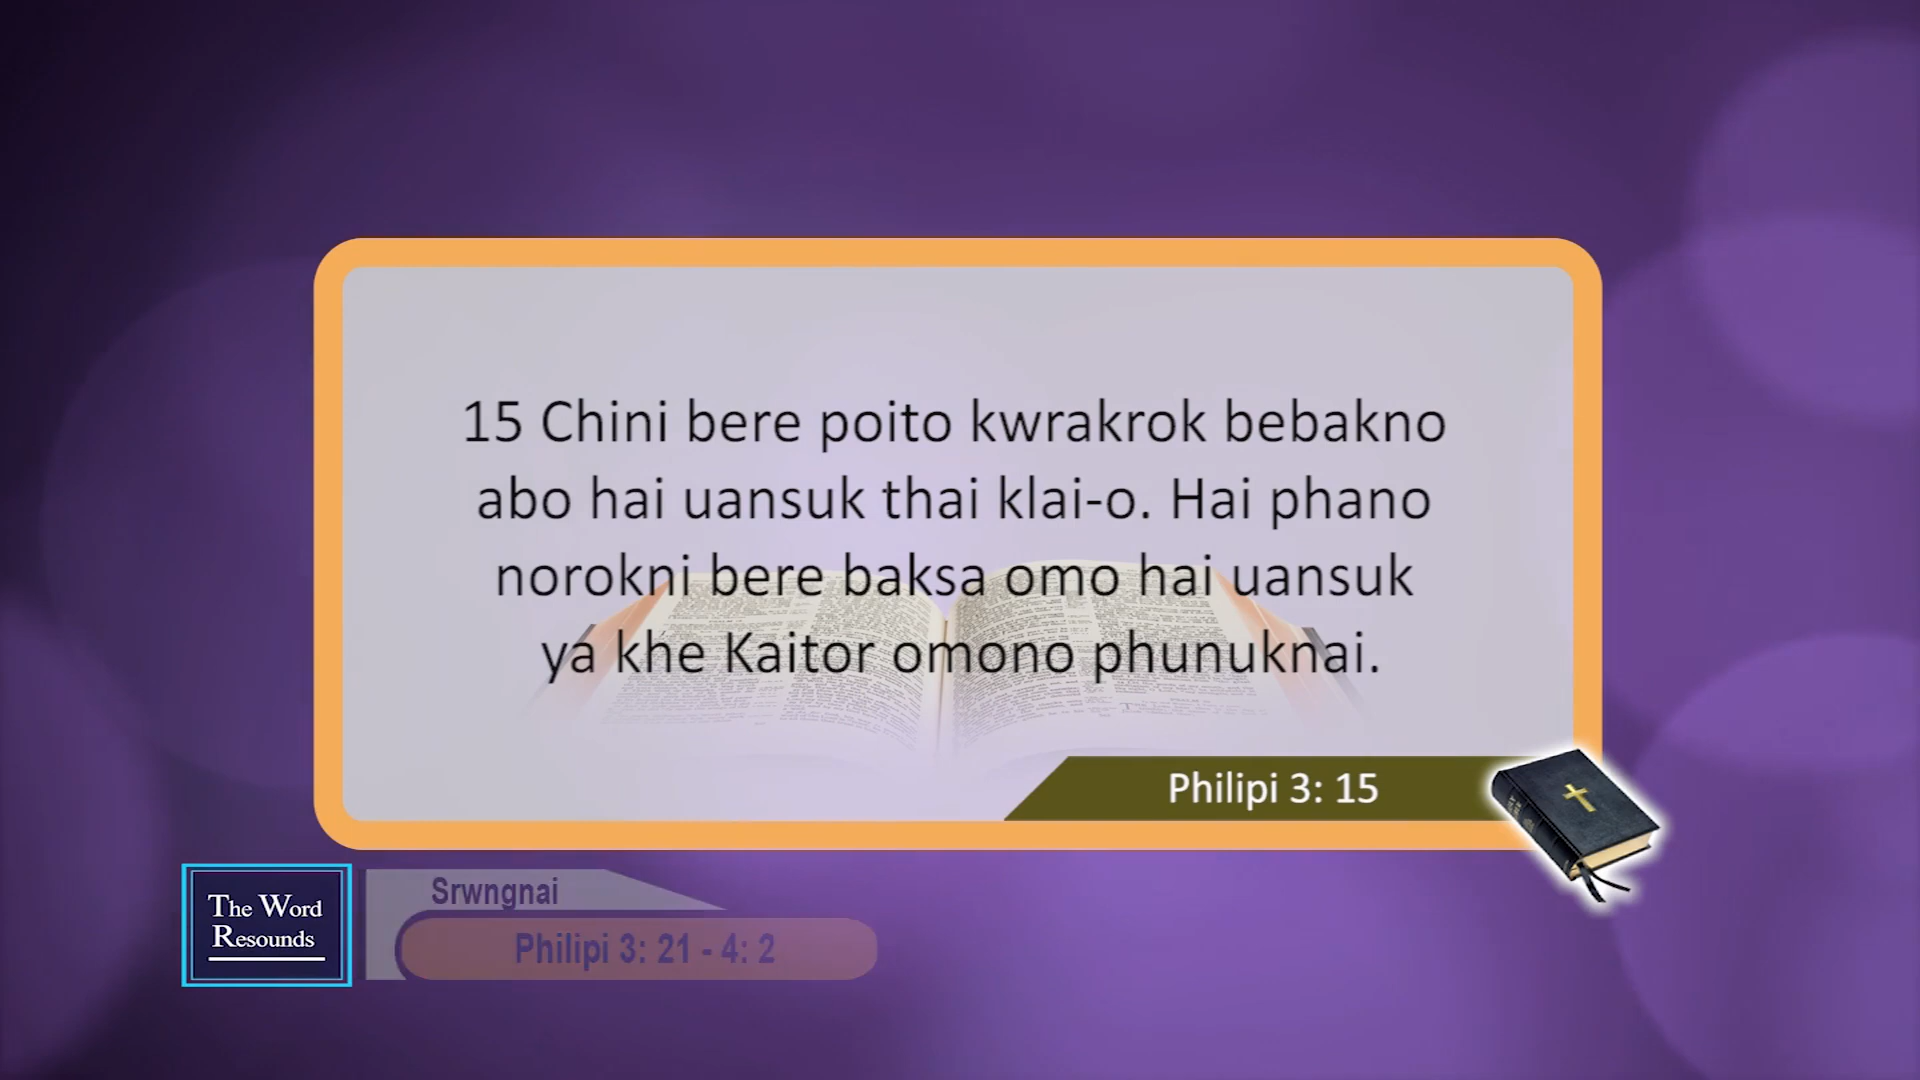 15 Chini bere poito kwrakrok bebakno
abo hai uansuk thai klai-o. Hai phano
norokni bere baksa omo hai uansuk
ya khe Kaitor omono phunuknai.
Philipi 3: 15
The Word
Resounds
Srwngnai
Philipi 3: 21 - 4: 2